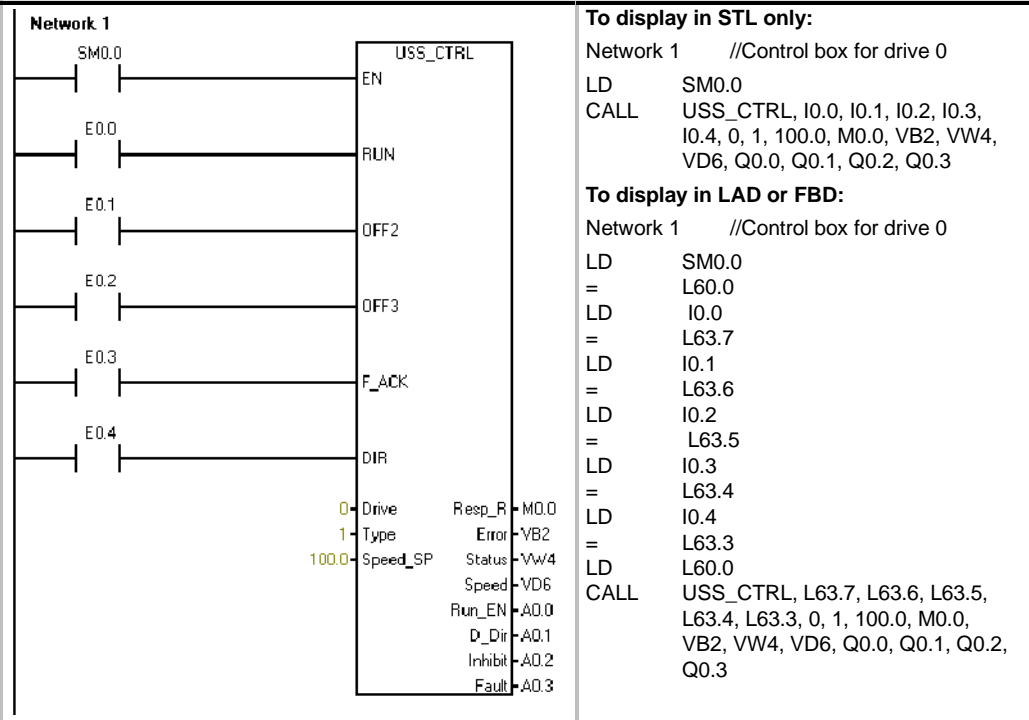 Network 1
SM0.0
USS_CTRL
EN
E0.0
RUN
E0.1
OFF2
E0.2
OFF3
E0.3
F_ACK
E0.4
DIR
0 Drive Resp_R M0.0
1 Type Error VB2
100.0 Speed_SP Status VW4
Speed VD6
Run_EN A0.0
D_Dir A0.1
Inhibit A0.2
Fault A0.3
To display in STL only:
Network 1 //Control box for drive 0
LD SM0.0
CALL USS_CTRL, I0.0, I0.1, I0.2, I0.3,
I0.4, 0, 1, 100.0, M0.0, VB2, VW4,
VD6, Q0.0, Q0.1, Q0.2, Q0.3
To display in LAD or FBD:
Network 1 //Control box for drive 0
LD SM0.0
= L60.0
LD I0.0
= L63.7
LD I0.1
= L63.6
LD I0.2
= L63.5
LD I0.3
= L63.4
LD I0.4
= L63.3
LD L60.0
CALL USS_CTRL, L63.7, L63.6, L63.5,
L63.4, L63.3, 0, 1, 100.0, M0.0,
VB2, VW4, VD6, Q0.0, Q0.1, Q0.2,
Q0.3